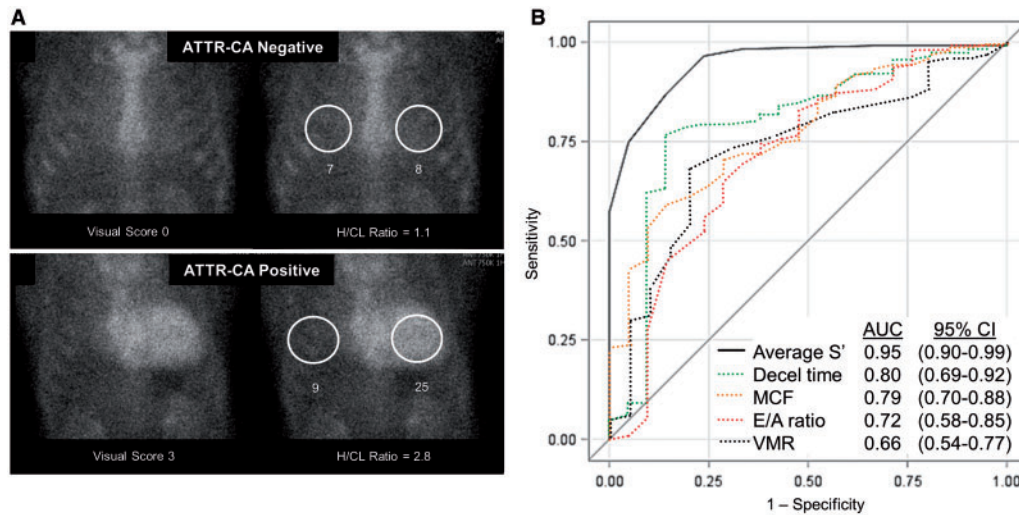 A
ATTR-CA Negative
7
8
Visual Score 0
H/CL Ratio = 1.1
ATTR-CA Positive
ANT750K 1H
9
25
Visual Score 3
H/CL Ratio = 2.8
B
1.00
0.75
0.50
0.25
0.00
Sensitivity
AUC 95% CI
Average S' 0.95 (0.90-0.99)
Decel time 0.80 (0.69-0.92)
MCF 0.79 (0.70-0.88)
E/A ratio 0.72 (0.58-0.85)
VMR 0.66 (0.54-0.77)
0.00 0.25 0.50 0.75 1.00
1 – Specificity